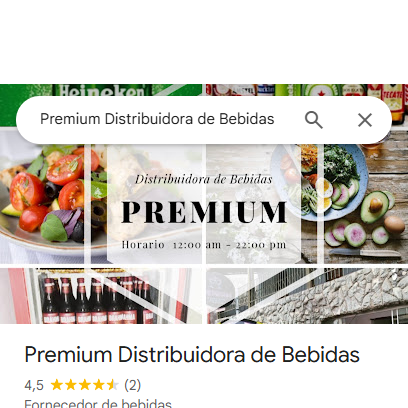 Heineken
Premium Distribuidora de Bebidas
Distribuidora de Bebidas
PREMIUM
Horario 12:00 am - 22:00 pm
Premium Distribuidora de Bebidas
4,5 (2)
Fornecedor de bebidas